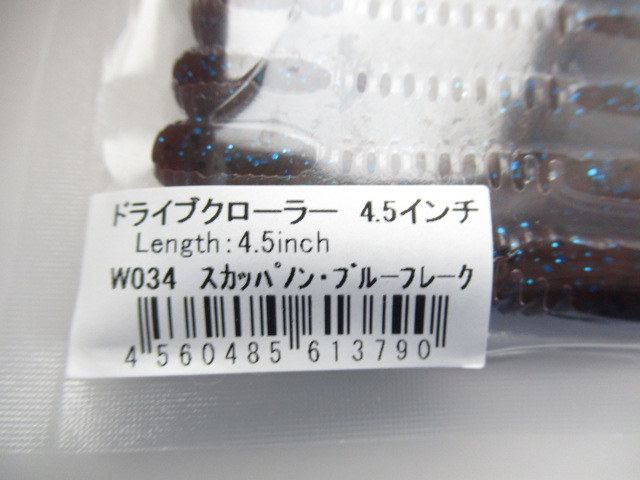 ドライブクローラー 4.5インチ
Length:4.5inch
W034 スカッパノン・ブルーフレーク
4 560485 613790